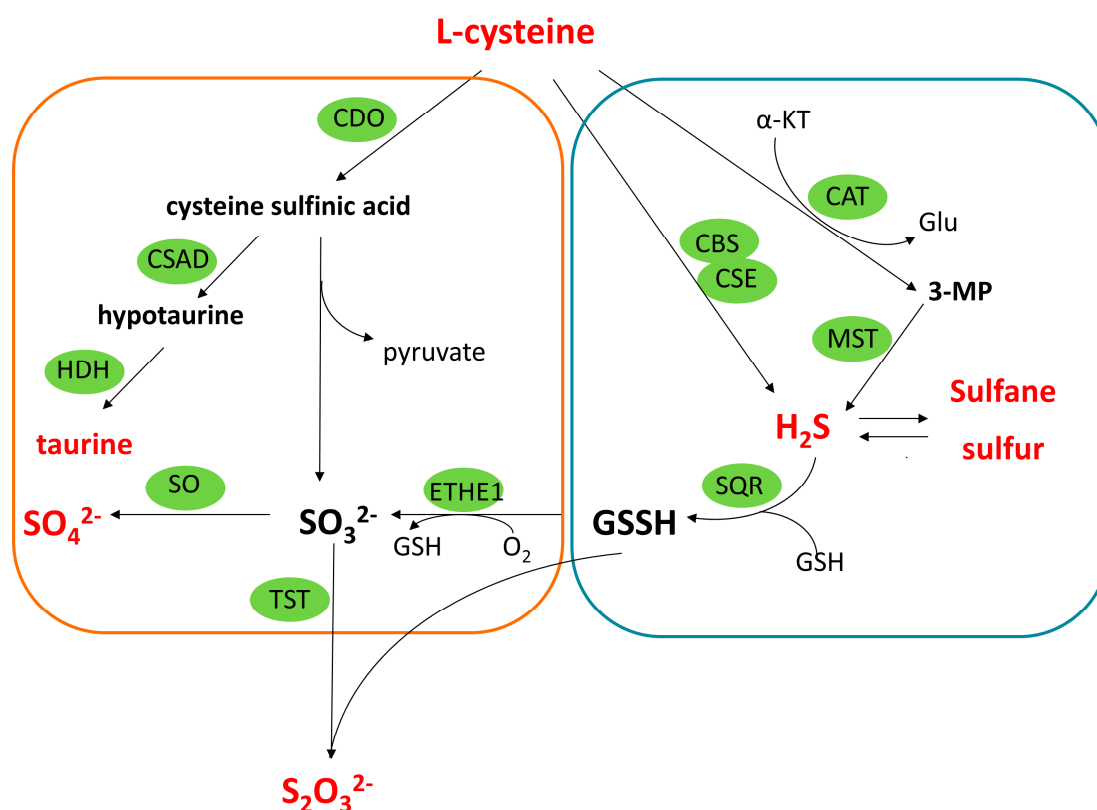 L-cysteine
CDO
cysteine sulfinic acid
CSAD
hypotaurine
HDH
taurine
pyruvate
SO
SO₄²⁻
SO₃²⁻
ETHE1
GSH
O₂
TST
S₂O₃²⁻
α-KT
CAT
Glu
CBS
CSE
3-MP
MST
H₂S
Sulfane
sulfur
SQR
GSSH
GSH